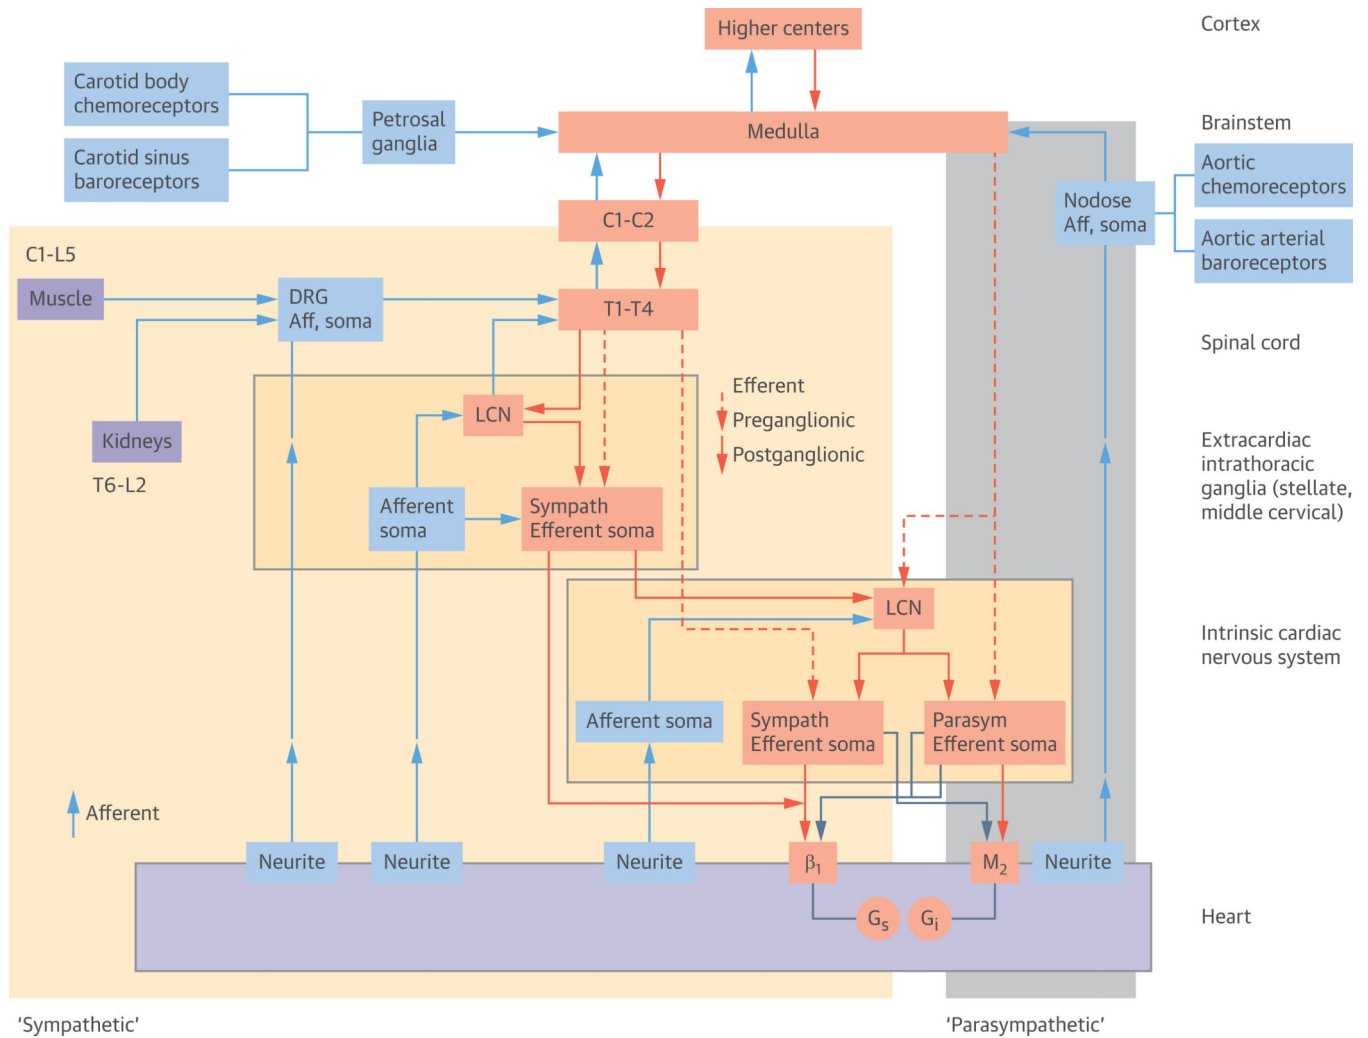 Higher centers
Cortex
Carotid body
chemoreceptors
Petrosal
ganglia
Medulla
Brainstem
Carotid sinus
baroreceptors
Aortic
chemoreceptors
Nodose
Aff, soma
Aortic arterial
baroreceptors
C1-C2
C1-L5
Muscle
DRG
Aff, soma
T1-T4
Spinal cord
Efferent
Preganglionic
Postganglionic
LCN
Kidneys
T6-L2
Extracardiac
intrathoracic
ganglia (stellate,
middle cervical)
Afferent
soma
Sympath
Efferent soma
LCN
Intrinsic cardiac
nervous system
Afferent soma
Sympath
Efferent soma
Parasym
Efferent soma
Afferent
Neurite
Neurite
Neurite
β1
M2
Neurite
Gs
Gi
Heart
'Sympathetic'
'Parasympathetic'